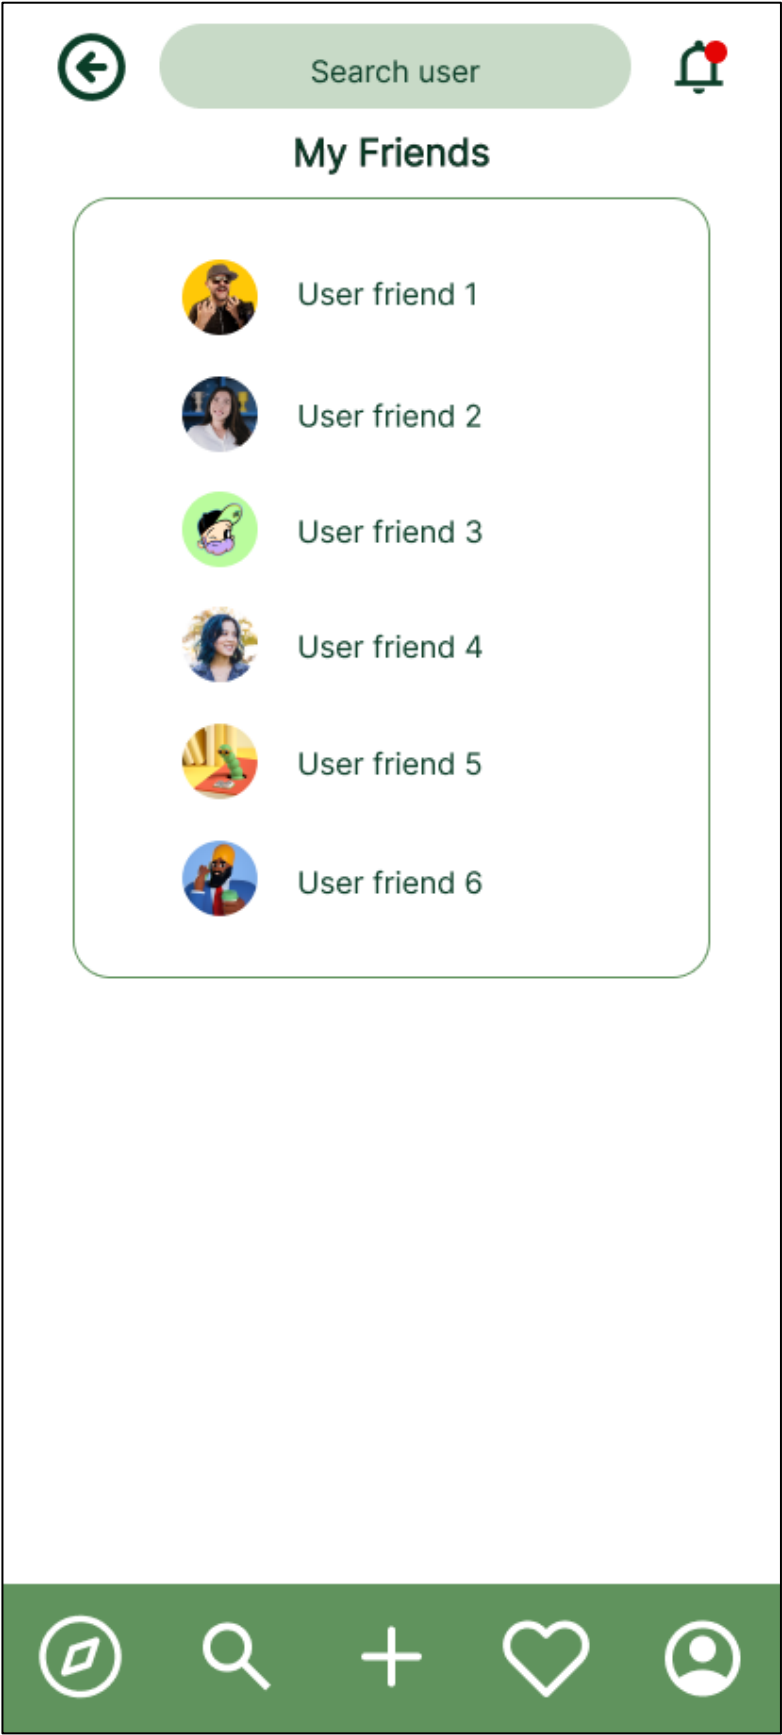 Search user
My Friends
User friend 1
User friend 2
User friend 3
User friend 4
User friend 5
User friend 6